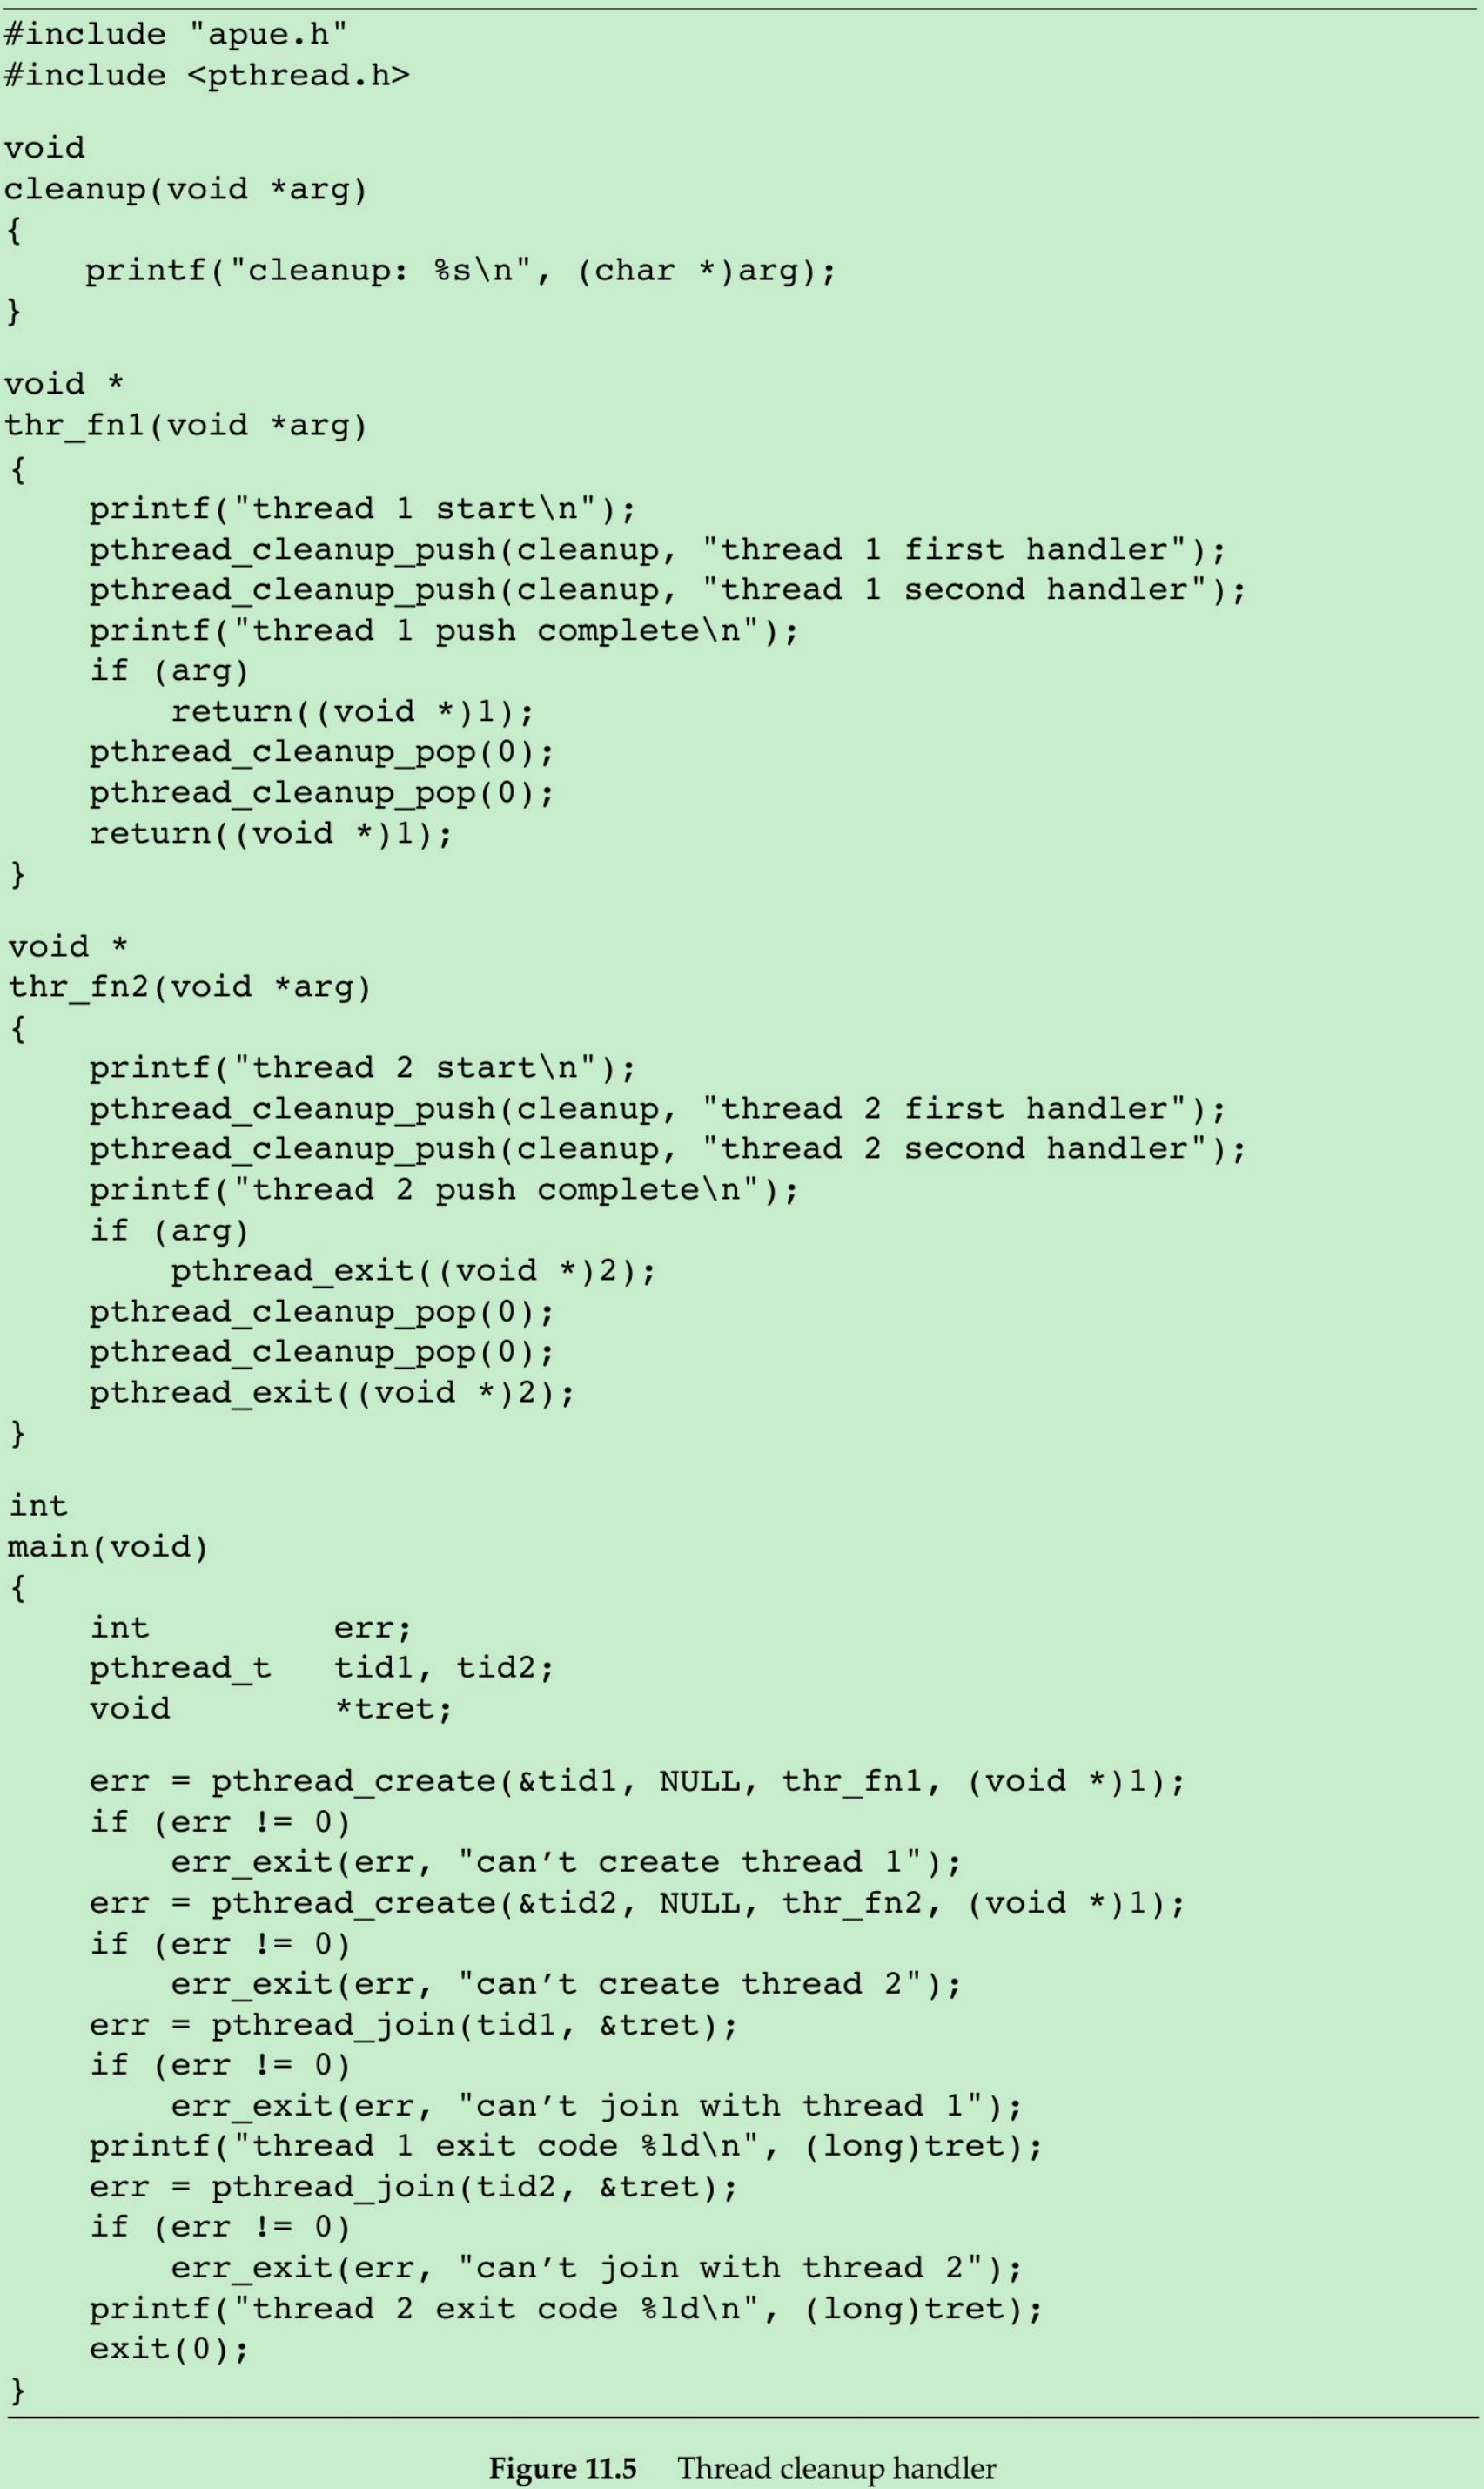 #include "apue.h"
#include <pthread.h>

void
cleanup(void *arg)
{
    printf("cleanup: %s\n", (char *)arg);
}

void *
thr_fn1(void *arg)
{
    printf("thread 1 start\n");
    pthread_cleanup_push(cleanup, "thread 1 first handler");
    pthread_cleanup_push(cleanup, "thread 1 second handler");
    printf("thread 1 push complete\n");
    if (arg)
        return((void *)1);
    pthread_cleanup_pop(0);
    pthread_cleanup_pop(0);
    return((void *)1);
}

void *
thr_fn2(void *arg)
{
    printf("thread 2 start\n");
    pthread_cleanup_push(cleanup, "thread 2 first handler");
    pthread_cleanup_push(cleanup, "thread 2 second handler");
    printf("thread 2 push complete\n");
    if (arg)
        pthread_exit((void *)2);
    pthread_cleanup_pop(0);
    pthread_cleanup_pop(0);
    pthread_exit((void *)2);
}

int
main(void)
{
    int         err;
    pthread_t   tid1, tid2;
    void        *tret;

    err = pthread_create(&tid1, NULL, thr_fn1, (void *)1);
    if (err != 0)
        err_exit(err, "can’t create thread 1");
    err = pthread_create(&tid2, NULL, thr_fn2, (void *)1);
    if (err != 0)
        err_exit(err, "can’t create thread 2");
    err = pthread_join(tid1, &tret);
    if (err != 0)
        err_exit(err, "can’t join with thread 1");
    printf("thread 1 exit code %ld\n", (long)tret);
    err = pthread_join(tid2, &tret);
    if (err != 0)
        err_exit(err, "can’t join with thread 2");
    printf("thread 2 exit code %ld\n", (long)tret);
    exit(0);
}
Figure 11.5 Thread cleanup handler